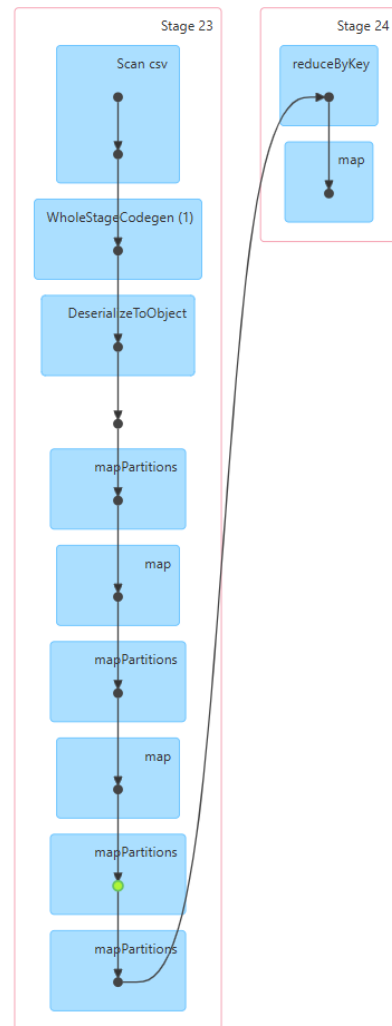 Stage 23
Scan csv
WholeStageCodegen (1)
DeserializeToObject
mapPartitions
map
mapPartitions
map
mapPartitions
mapPartitions
Stage 24
reduceByKey
map